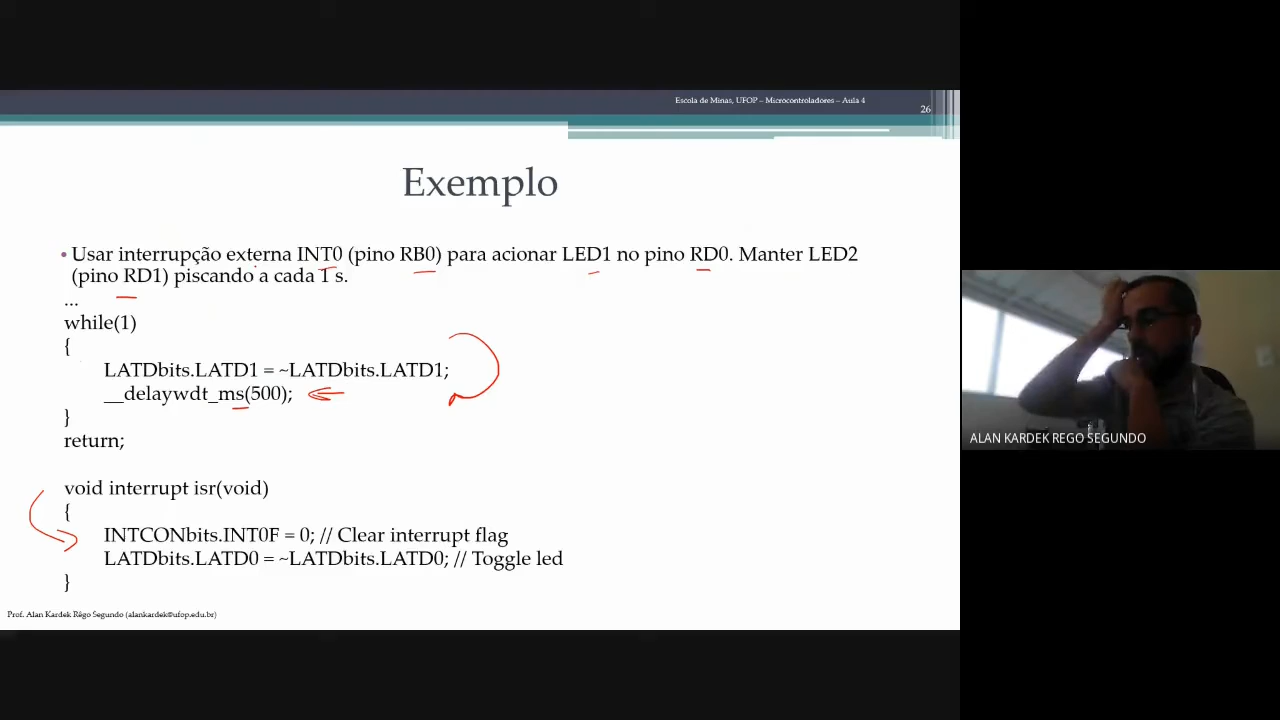 Escola de Minas, UFOP – Microcontroladores – Aula 4
26
Exemplo
• Usar interrupção externa INT0 (pino RB0) para acionar LED1 no pino RD0. Manter LED2
(pino RD1) piscando a cada 1 s.
...
while(1)
{
LATDbits.LATD1 = ~LATDbits.LATD1;
__delaywdt_ms(500);
}
return;
void interrupt isr(void)
{
INTCONbits.INT0F = 0; // Clear interrupt flag
LATDbits.LATD0 = ~LATDbits.LATD0; // Toggle led
}
Prof. Alan Kardek Rêgo Segundo (alankardek@ufop.edu.br)
ALAN KARDEK REGO SEGUNDO